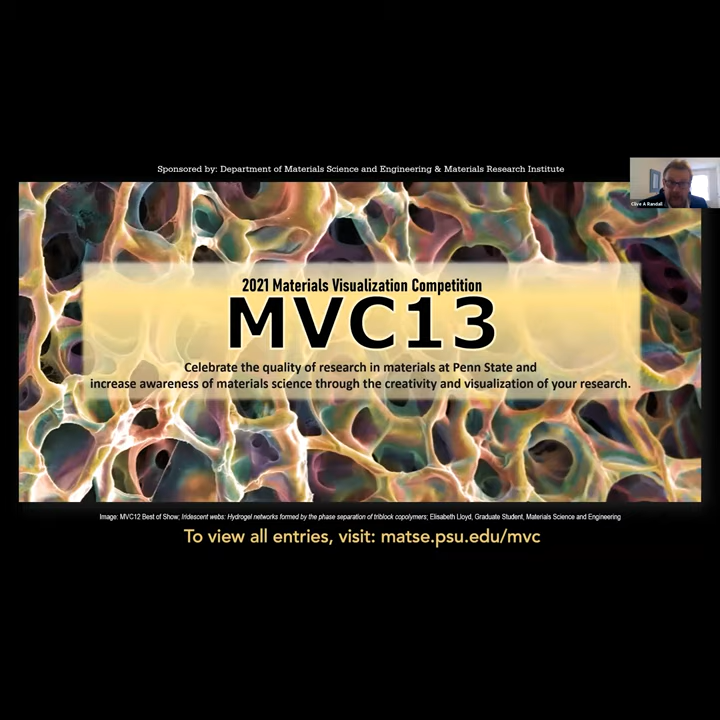 Sponsored by: Department of Materials Science and Engineering & Materials Research Institute
Clive A Randall
2021 Materials Visualization Competition
MVC13
Celebrate the quality of research in materials at Penn State and
increase awareness of materials science through the creativity and visualization of your research.
Image: MVC12 Best of Show; Iridescent webs: Hydrogel networks formed by the phase separation of triblock copolymers; Elisabeth Lloyd, Graduate Student, Materials Science and Engineering
To view all entries, visit: matse.psu.edu/mvc